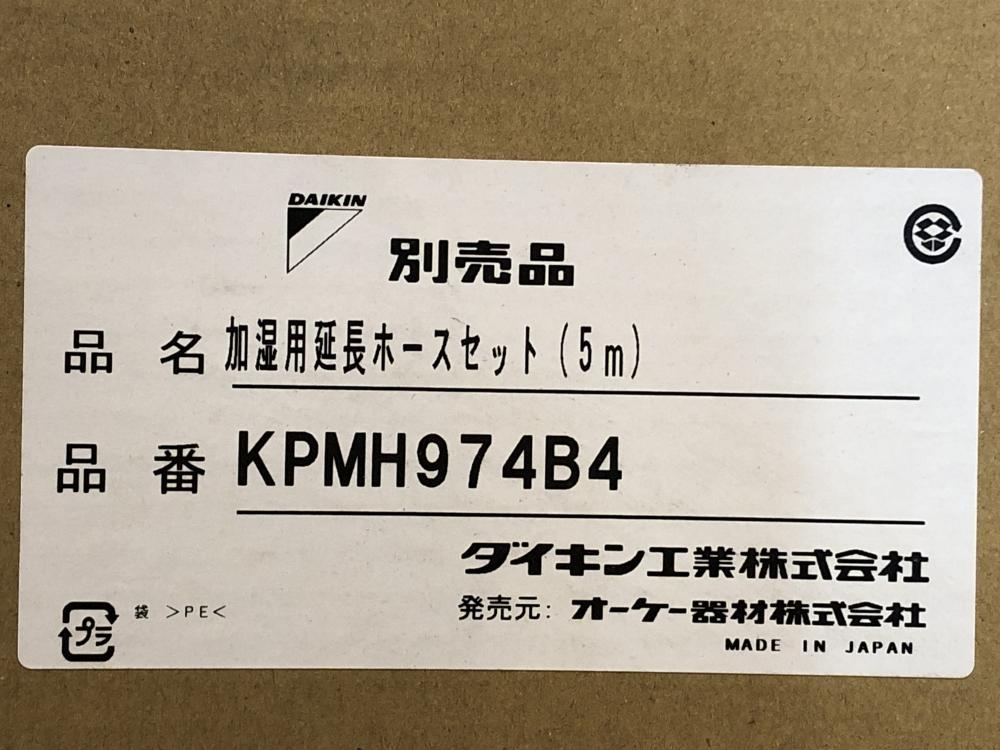 DAIKIN
別売品
品 名 加湿用延長ホースセット(5m)
品 番 KPMH974B4
ダイキン工業株式会社
発売元: オーケー器材株式会社
MADE IN JAPAN
プラ 袋 >PE<